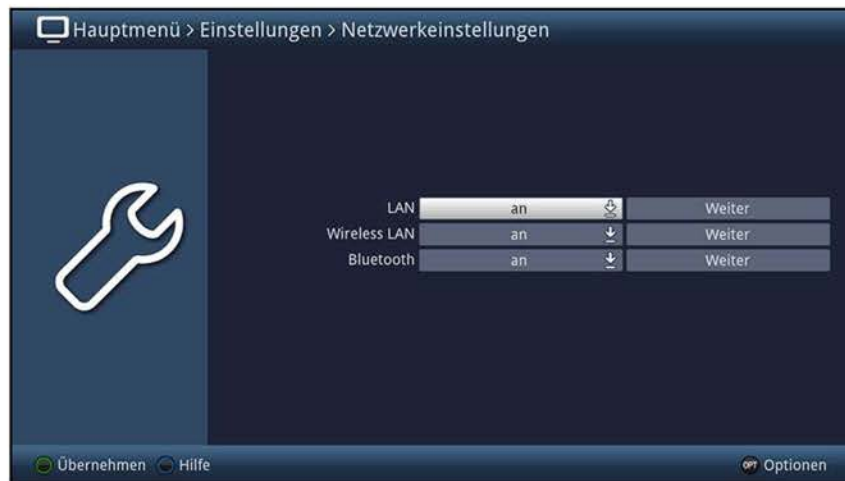 Hauptmenü > Einstellungen > Netzwerkeinstellungen
LAN an Weiter
Wireless LAN an Weiter
Bluetooth an Weiter
Übernehmen Hilfe OPT Optionen